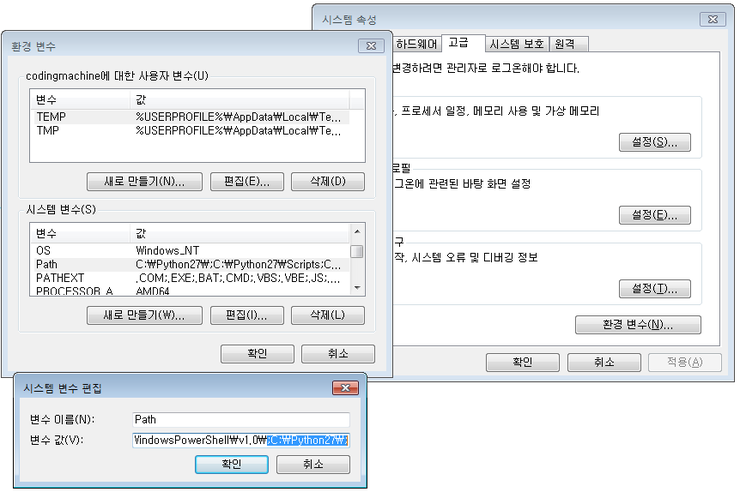 시스템 속성
하드웨어 고급 시스템 보호 원격
변경하려면 관리자로 로그온해야 합니다.
, 프로세서 일정, 메모리 사용 및 가상 메모리
설정(S)...
로필
그온에 관련된 바탕 화면 설정
설정(E)...
구
작, 시스템 오류 및 디버깅 정보
설정(T)...
환경 변수(N)...
확인 취소 적용(A)
환경 변수
codingmachine에 대한 사용자 변수(U)
변수 값
TEMP %USERPROFILE%₩AppData₩Local₩Te...
TMP %USERPROFILE%₩AppData₩Local₩Te...
새로 만들기(N)... 편집(E)... 삭제(D)
시스템 변수(S)
변수 값
OS Windows_NT
Path C:₩Python27₩;C:₩Python27₩Scripts;C...
PATHEXT .COM;.EXE;.BAT;.CMD;.VBS;.VBE;.JS;....
PROCESSOR_A AMD64
새로 만들기(W)... 편집(I)... 삭제(L)
확인 취소
시스템 변수 편집
변수 이름(N): Path
변수 값(V): WindowsPowerShell₩v1.0₩;C:₩Python27₩;
확인 취소